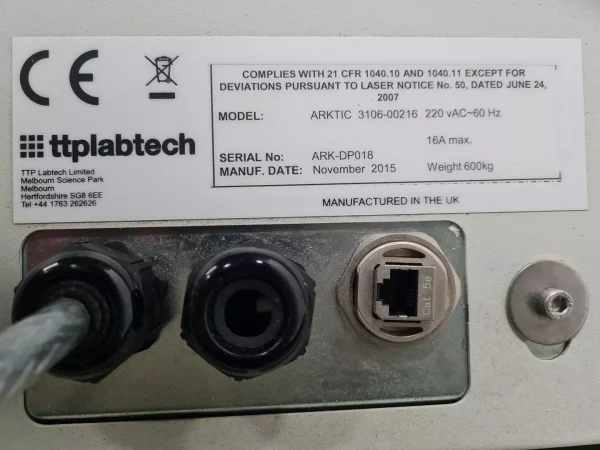 CE
COMPLIES WITH 21 CFR 1040.10 AND 1040.11 EXCEPT FOR
DEVIATIONS PURSUANT TO LASER NOTICE No. 50, DATED JUNE 24,
2007
MODEL: ARKTIC 3106-00216 220 vAC~60 Hz
16A max.
SERIAL No: ARK-DP018
MANUF. DATE: November 2015 Weight 600kg
ttplabtech
TTP Labtech Limited
Melbourn Science Park
Melbourn
Hertfordshire SG8 6EE
Tel +44 1763 262626
MANUFACTURED IN THE UK
Cat. 5e